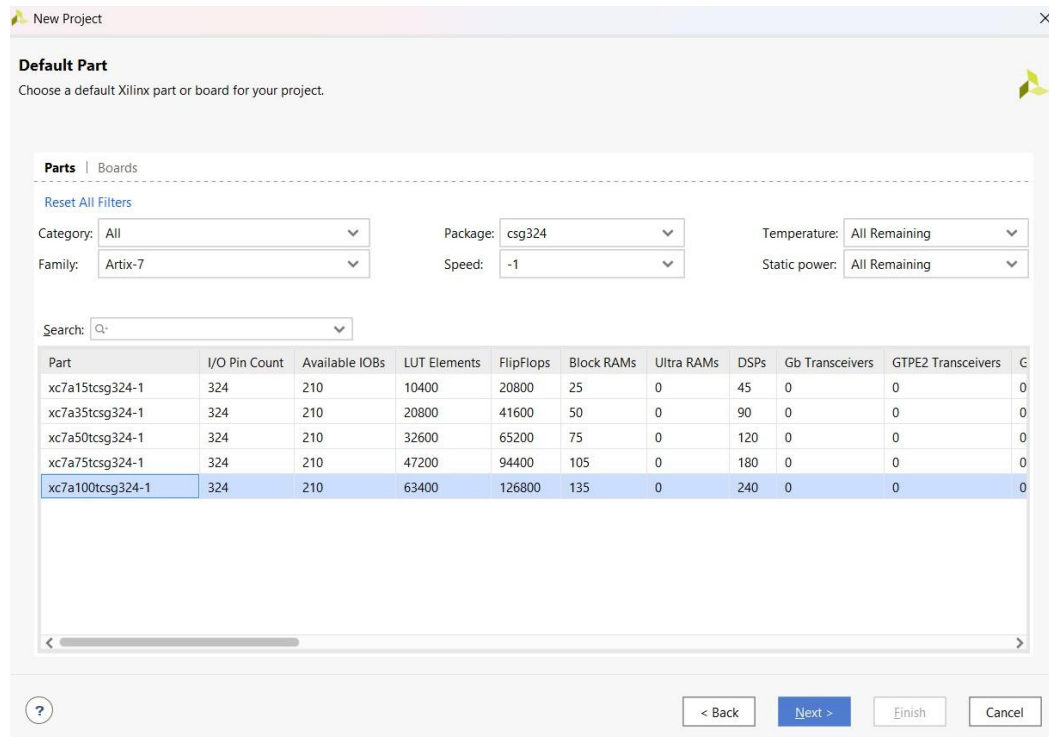 New Project
Default Part
Choose a default Xilinx part or board for your project.
Parts | Boards
Reset All Filters
Category: All Package: csg324 Temperature: All Remaining
Family: Artix-7 Speed: -1 Static power: All Remaining
Search:
Part I/O Pin Count Available IOBs LUT Elements FlipFlops Block RAMs Ultra RAMs DSPs Gb Transceivers GTPE2 Transceivers G
xc7a15tcsg324-1 324 210 10400 20800 25 0 45 0 0 0
xc7a35tcsg324-1 324 210 20800 41600 50 0 90 0 0 0
xc7a50tcsg324-1 324 210 32600 65200 75 0 120 0 0 0
xc7a75tcsg324-1 324 210 47200 94400 105 0 180 0 0 0
xc7a100tcsg324-1 324 210 63400 126800 135 0 240 0 0 0
? < Back Next > Finish Cancel